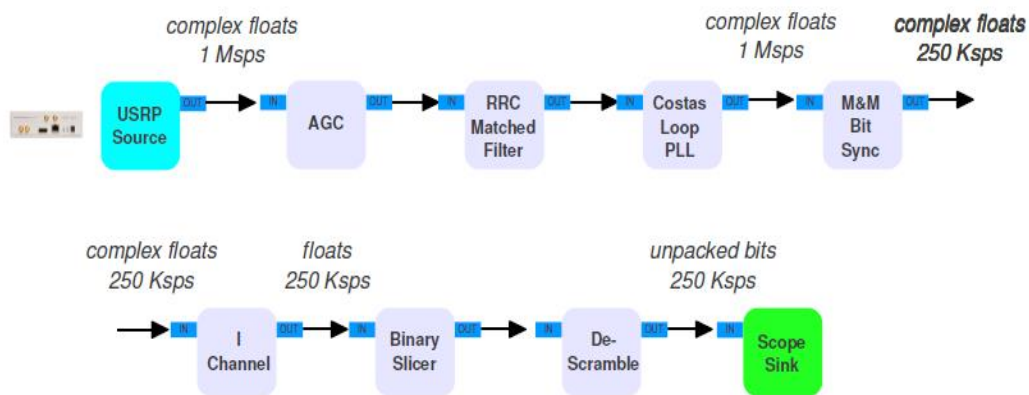 complex floats
1 Msps
complex floats
1 Msps
complex floats
250 Ksps
USRP
Source
OUT
IN
AGC
OUT
IN
RRC
Matched
Filter
OUT
IN
Costas
Loop
PLL
OUT
IN
M&M
Bit
Sync
OUT
complex floats
250 Ksps
floats
250 Ksps
unpacked bits
250 Ksps
IN
I
Channel
OUT
IN
Binary
Slicer
OUT
IN
De-
Scramble
OUT
IN
Scope
Sink